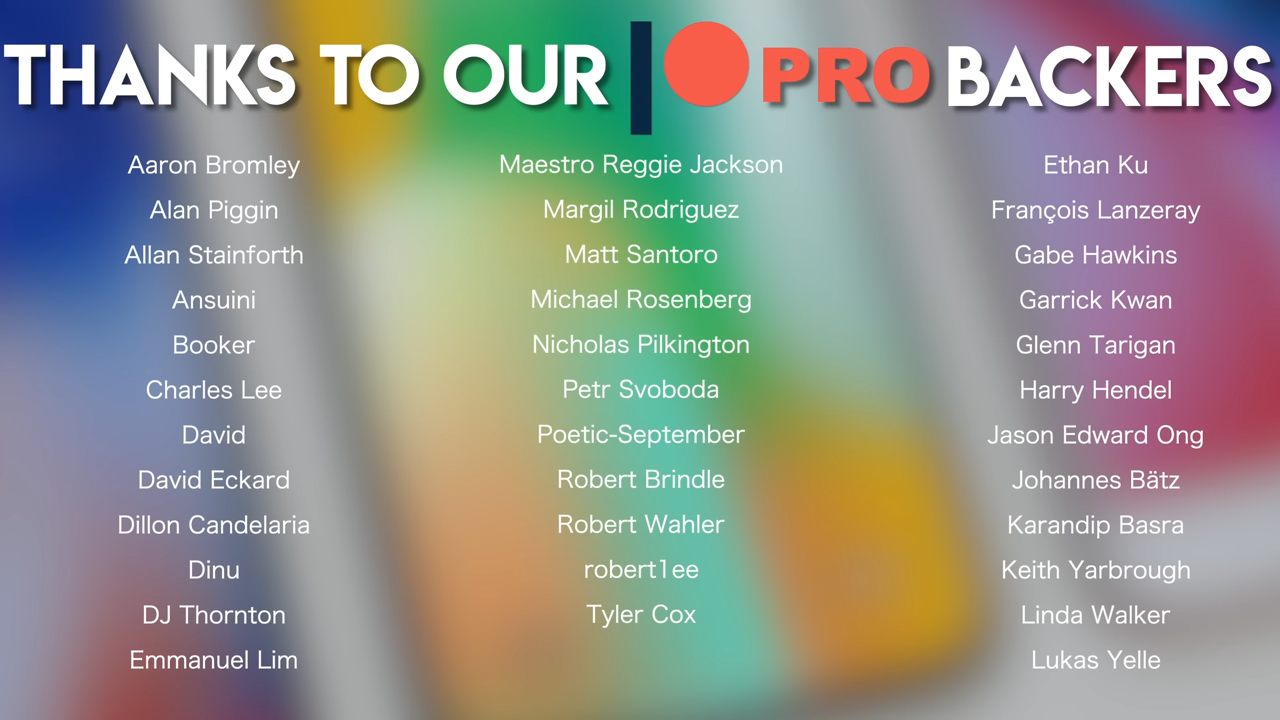 THANKS TO OUR PRO BACKERS
Aaron Bromley
Alan Piggin
Allan Stainforth
Ansuini
Booker
Charles Lee
David
David Eckard
Dillon Candelaria
Dinu
DJ Thornton
Emmanuel Lim
Maestro Reggie Jackson
Margil Rodriguez
Matt Santoro
Michael Rosenberg
Nicholas Pilkington
Petr Svoboda
Poetic-September
Robert Brindle
Robert Wahler
robert1ee
Tyler Cox
Ethan Ku
François Lanzeray
Gabe Hawkins
Garrick Kwan
Glenn Tarigan
Harry Hendel
Jason Edward Ong
Johannes Bätz
Karandip Basra
Keith Yarbrough
Linda Walker
Lukas Yelle